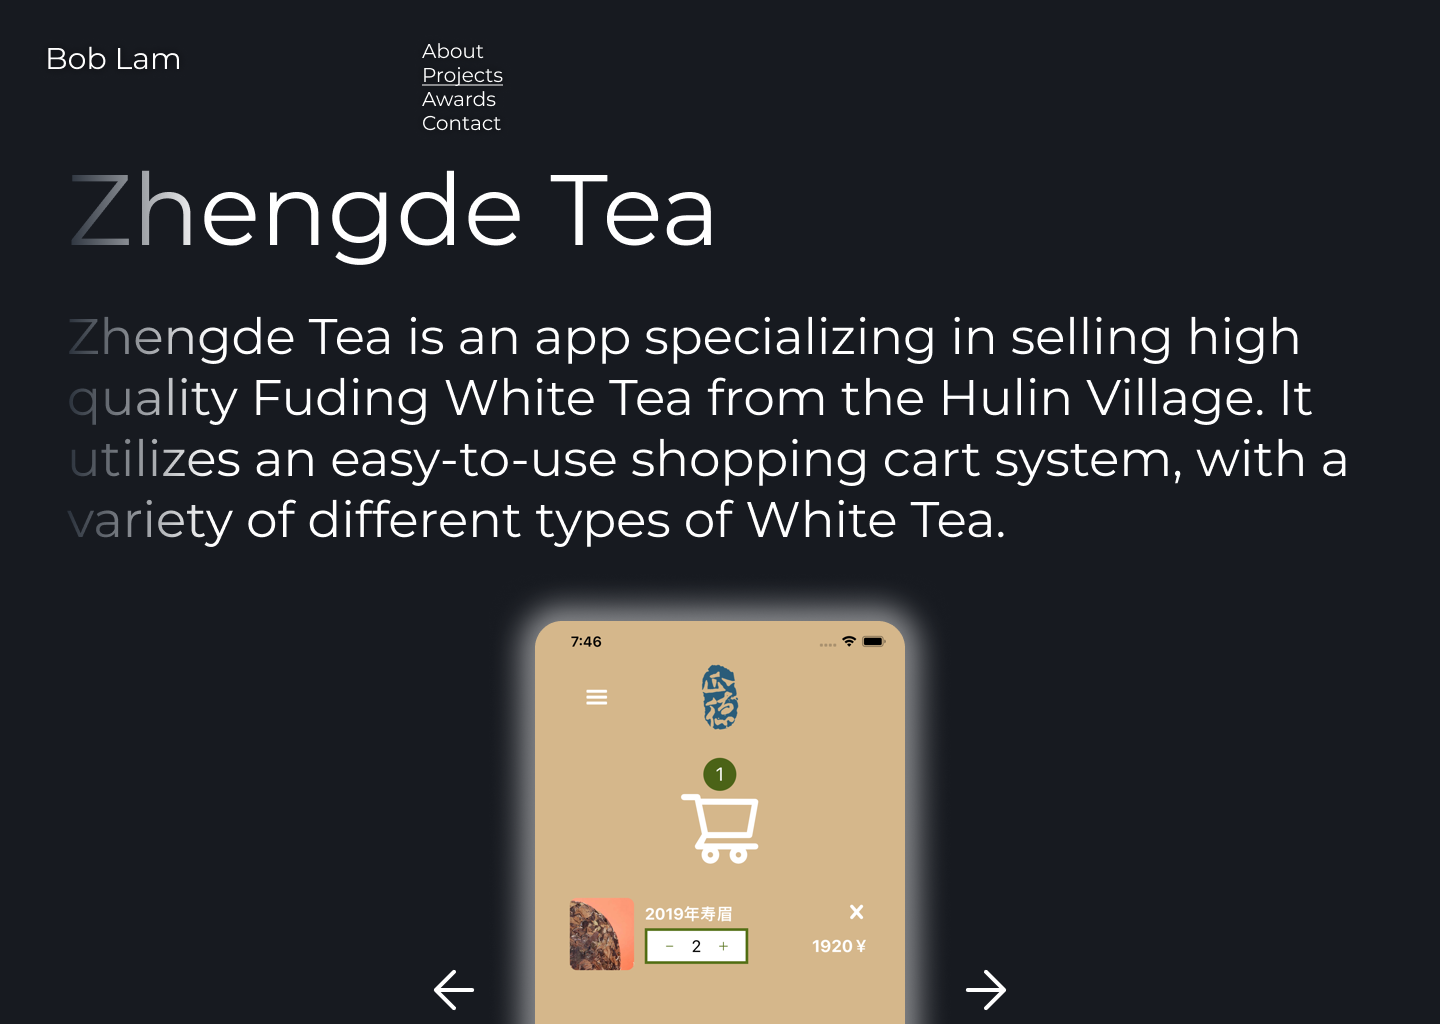 Bob Lam
About
Projects
Awards
Contact
Zhengde Tea
Zhengde Tea is an app specializing in selling high
quality Fuding White Tea from the Hulin Village. It
utilizes an easy-to-use shopping cart system, with a
variety of different types of White Tea.
7:46
1
2019年寿眉
− 2 +
1920¥